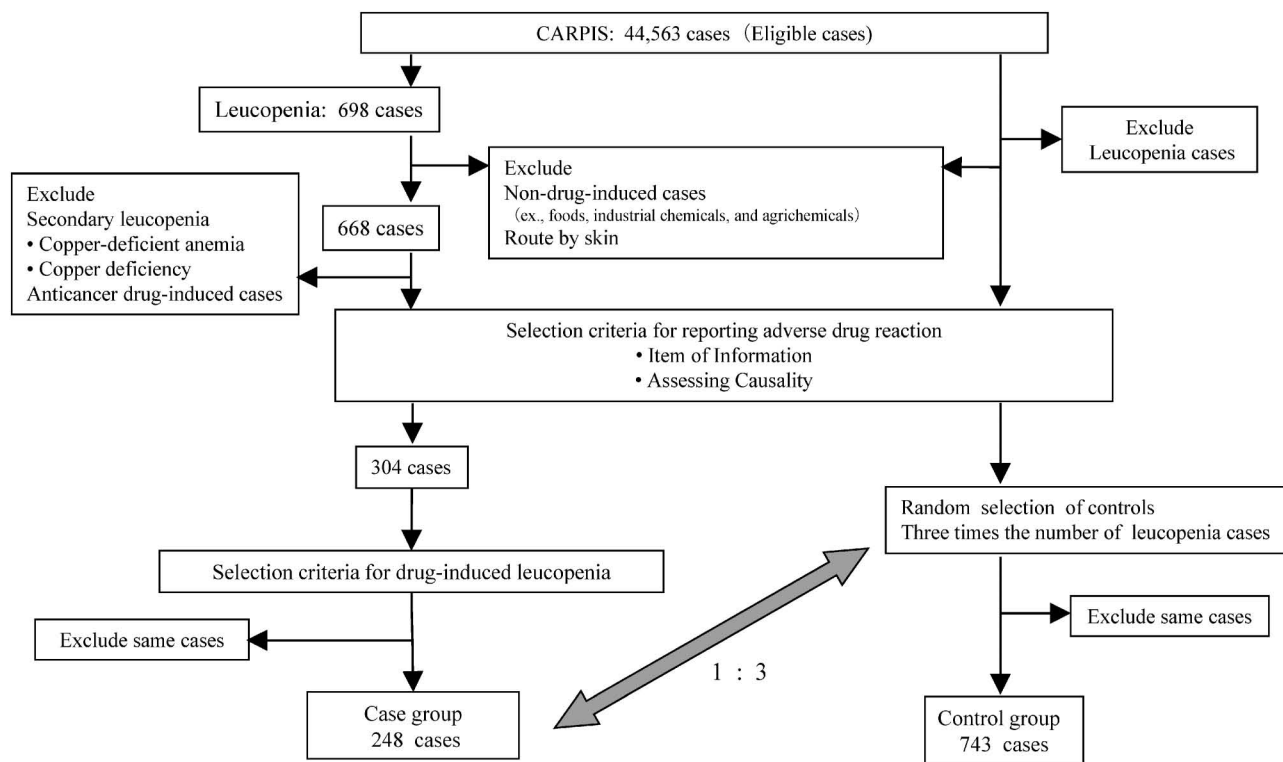 CARPIS: 44,563 cases （Eligible cases）
Leucopenia: 698 cases
Exclude
Leucopenia cases
Exclude
Non-drug-induced cases
（ex., foods, industrial chemicals, and agrichemicals）
Route by skin
Exclude
Secondary leucopenia
• Copper-deficient anemia
• Copper deficiency
Anticancer drug-induced cases
668 cases
Selection criteria for reporting adverse drug reaction
• Item of Information
• Assessing Causality
304 cases
Random selection of controls
Three times the number of leucopenia cases
Selection criteria for drug-induced leucopenia
Exclude same cases
Exclude same cases
1 : 3
Case group
248 cases
Control group
743 cases